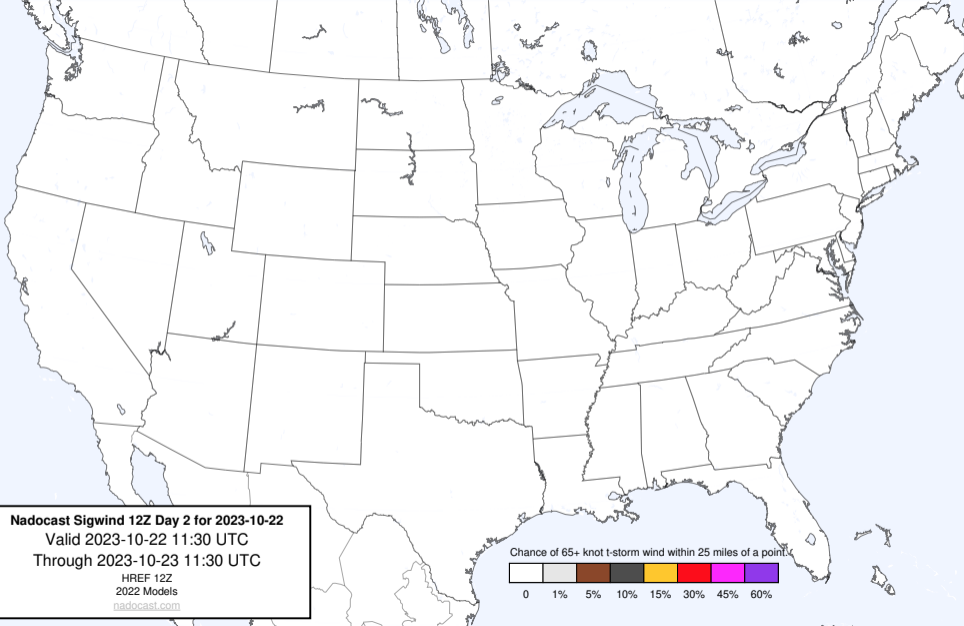 Nadocast Sigwind 12Z Day 2 for 2023-10-22
Valid 2023-10-22 11:30 UTC
Through 2023-10-23 11:30 UTC
HREF 12Z
2022 Models
nadocast.com
Chance of 65+ knot t-storm wind within 25 miles of a point.
0 1% 5% 10% 15% 30% 45% 60%